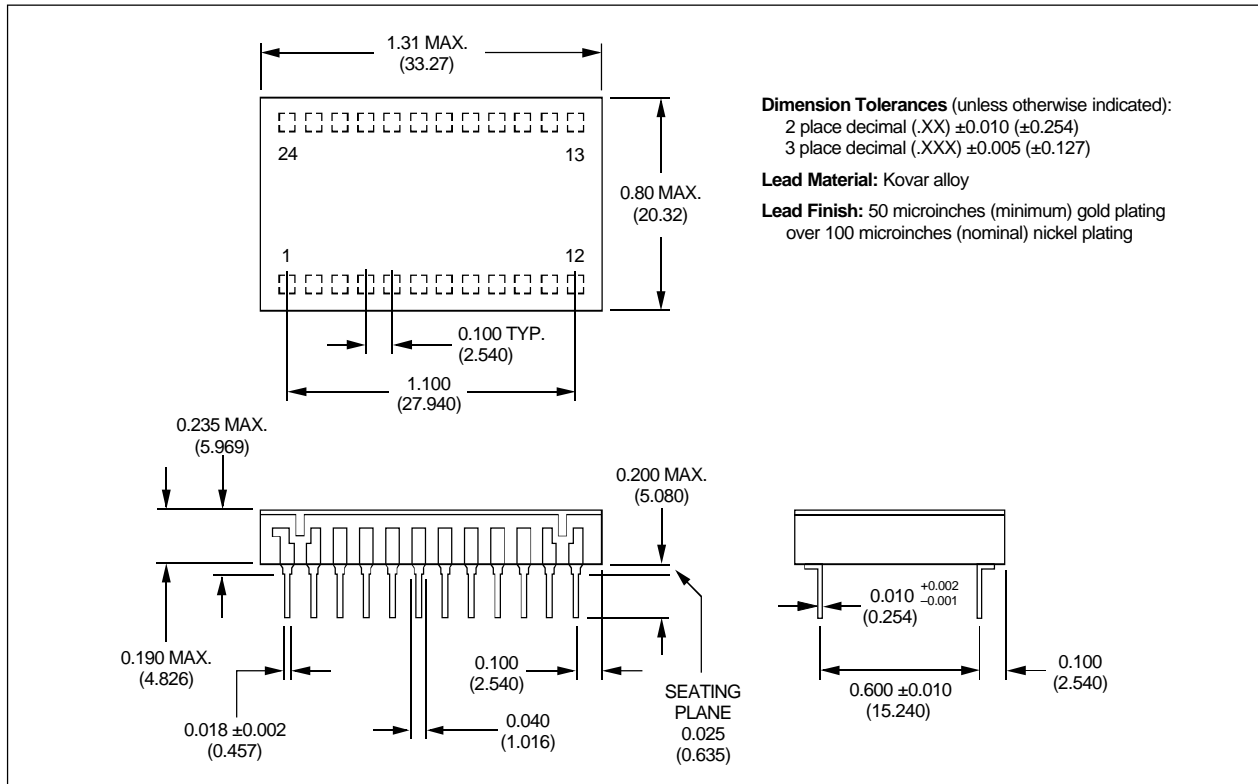 1.31 MAX.
(33.27)
24
13
0.80 MAX.
(20.32)
1
12
0.100 TYP.
(2.540)
1.100
(27.940)
Dimension Tolerances (unless otherwise indicated):
2 place decimal (.XX) ±0.010 (±0.254)
3 place decimal (.XXX) ±0.005 (±0.127)
Lead Material: Kovar alloy
Lead Finish: 50 microinches (minimum) gold plating
over 100 microinches (nominal) nickel plating
0.235 MAX.
(5.969)
0.200 MAX.
(5.080)
0.190 MAX.
(4.826)
0.018 ±0.002
(0.457)
0.040
(1.016)
0.100
(2.540)
SEATING
PLANE
0.025
(0.635)
0.010 +0.002
–0.001
(0.254)
0.600 ±0.010
(15.240)
0.100
(2.540)